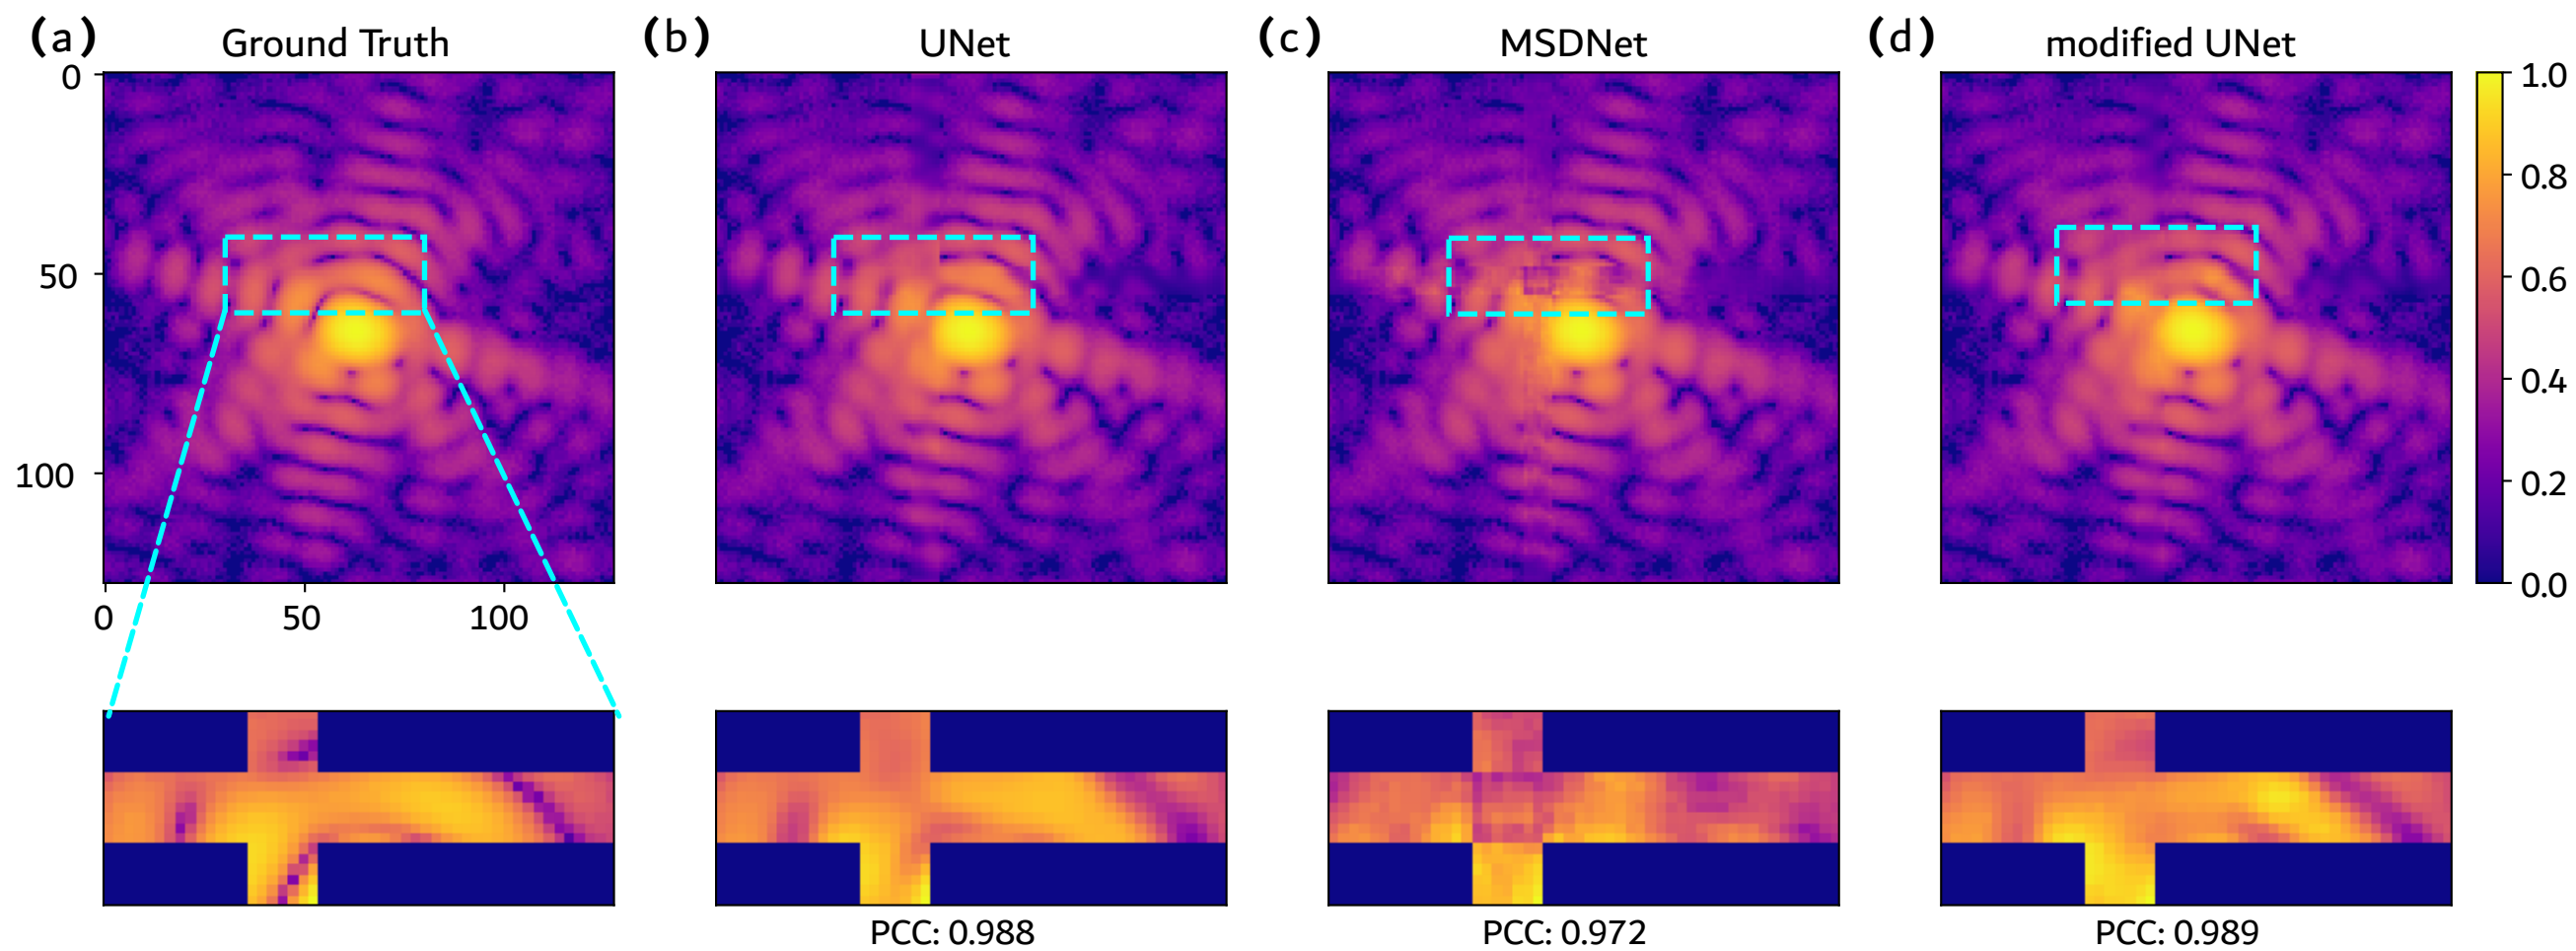 (a) Ground Truth
(b) UNet
(c) MSDNet
(d) modified UNet
0
50
100
0 50 100
1.0
0.8
0.6
0.4
0.2
0.0
PCC: 0.988
PCC: 0.972
PCC: 0.989